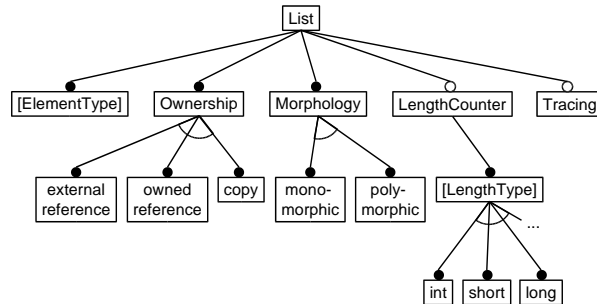 List
[ElementType]
Ownership
Morphology
LengthCounter
Tracing
external
reference
owned
reference
copy
mono-
morphic
poly-
morphic
[LengthType]
...
int
short
long